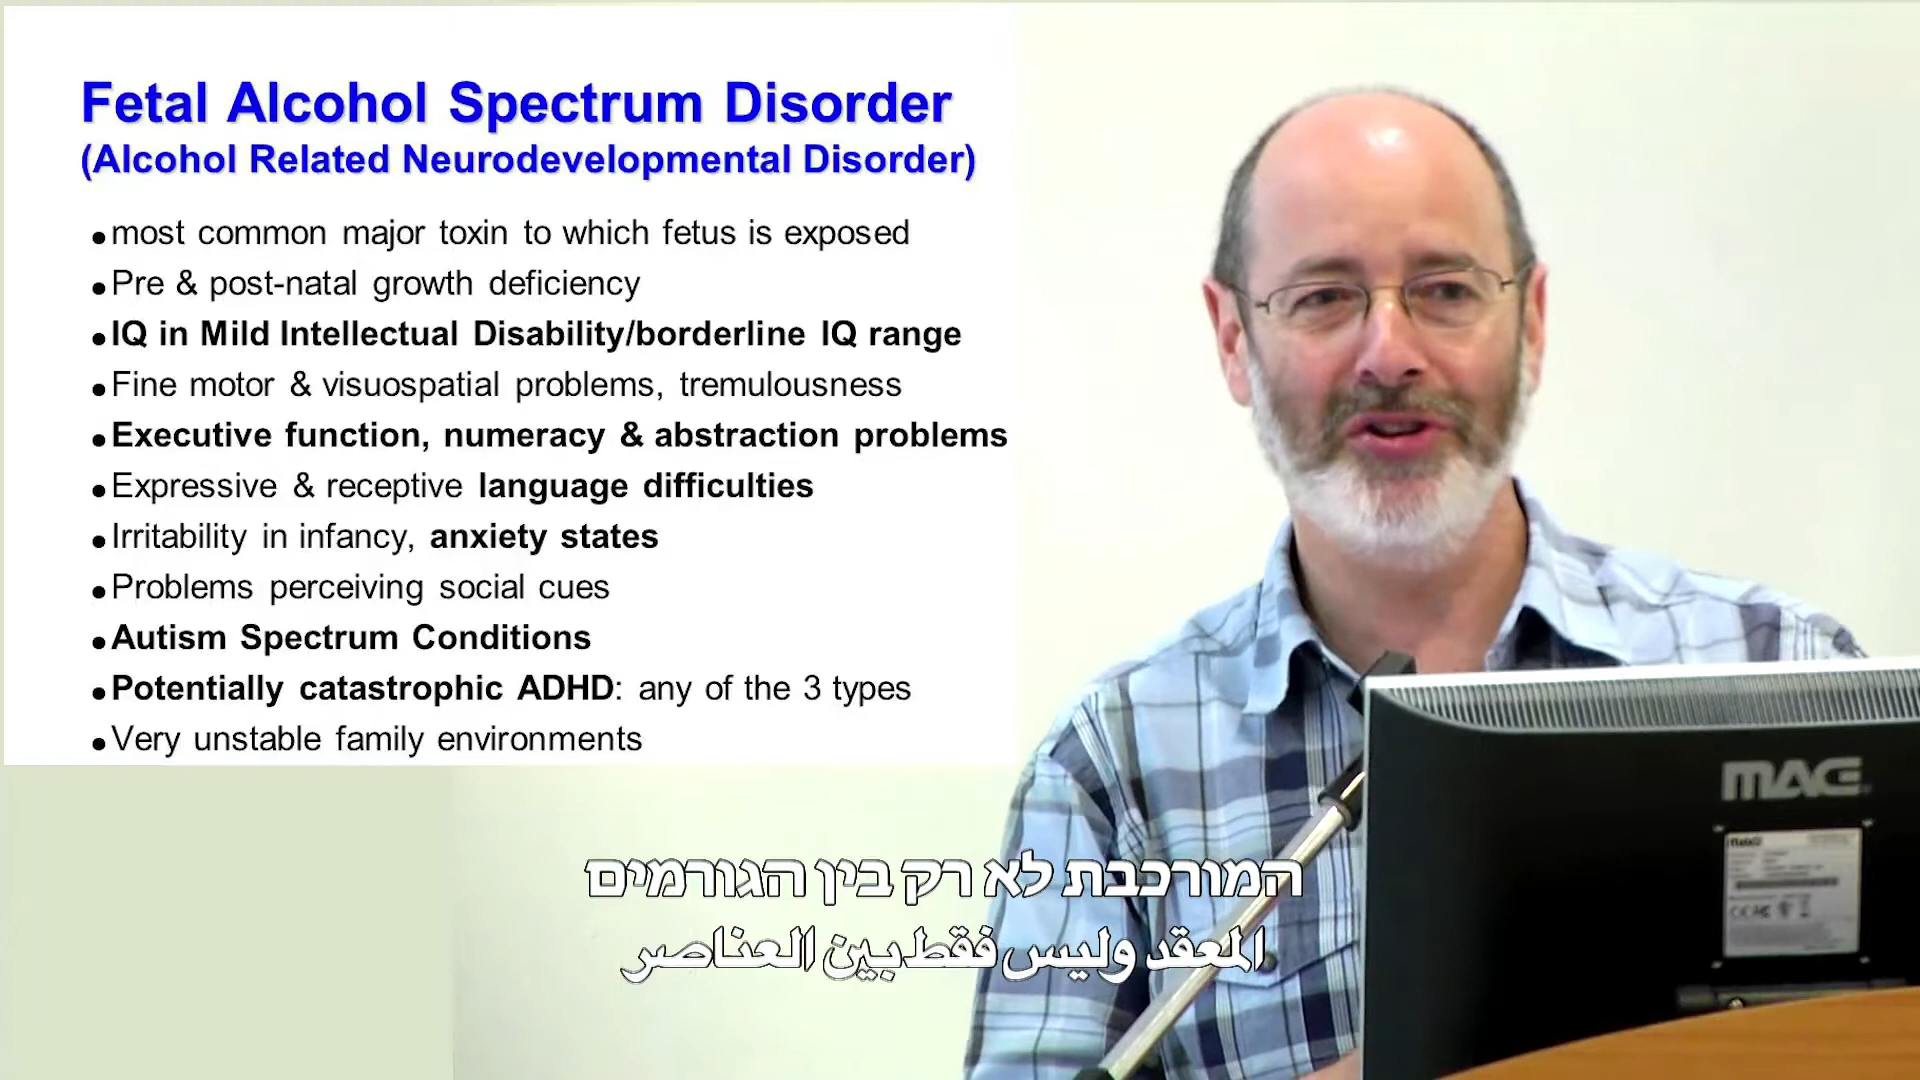 Fetal Alcohol Spectrum Disorder
(Alcohol Related Neurodevelopmental Disorder)
•most common major toxin to which fetus is exposed
•Pre & post-natal growth deficiency
•IQ in Mild Intellectual Disability/borderline IQ range
•Fine motor & visuospatial problems, tremulousness
•Executive function, numeracy & abstraction problems
•Expressive & receptive language difficulties
•Irritability in infancy, anxiety states
•Problems perceiving social cues
•Autism Spectrum Conditions
•Potentially catastrophic ADHD: any of the 3 types
•Very unstable family environments
MAG
המורכבת לא רק בין הגורמים
المعقد وليس فقط بين العناصر